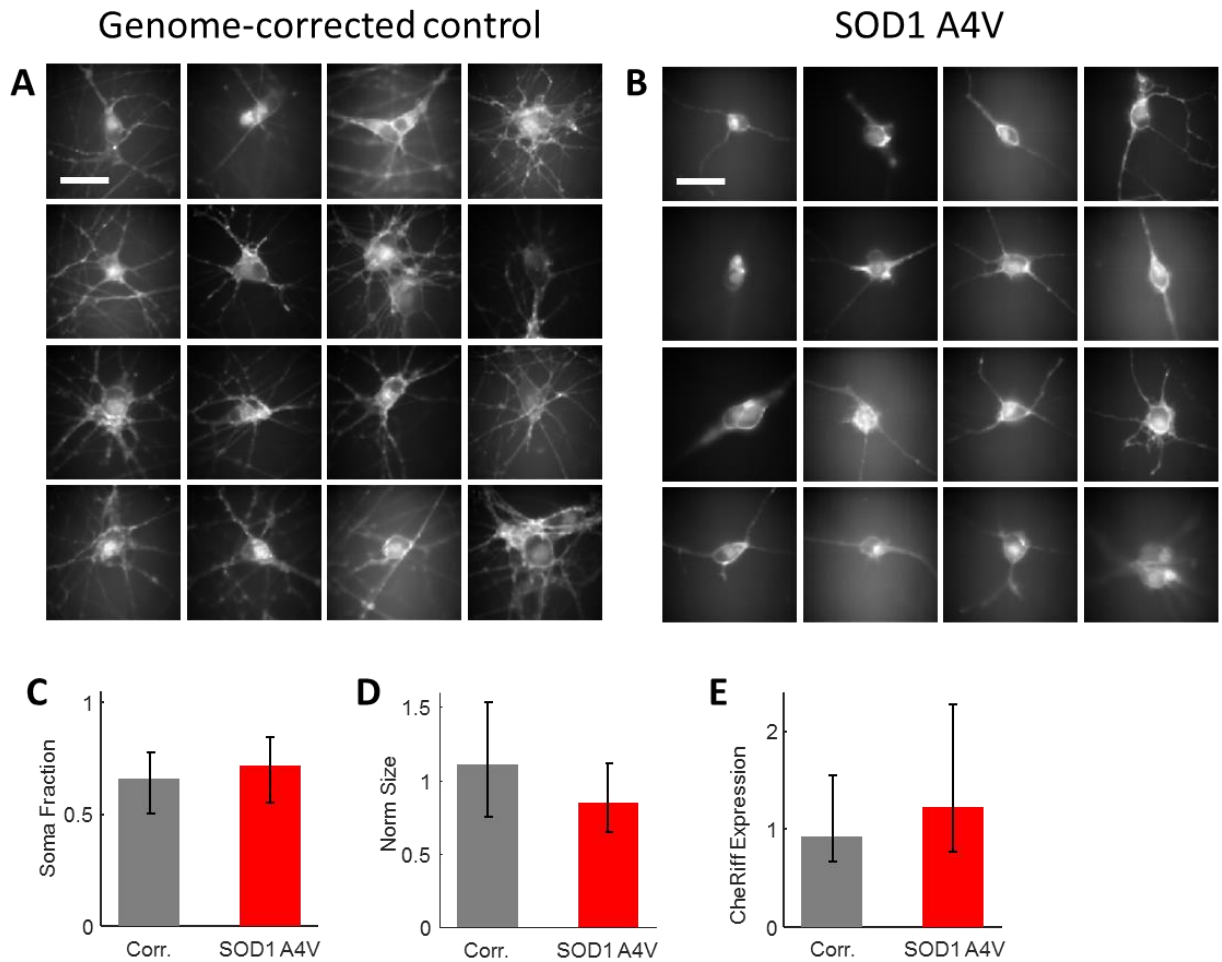 Genome-corrected control
SOD1 A4V
A
B
C
1
0.5
0
Soma Fraction
Corr.
SOD1 A4V
D
1.5
1
0.5
0
Norm Size
Corr.
SOD1 A4V
E
2
1
0
CheRiff Expression
Corr.
SOD1 A4V